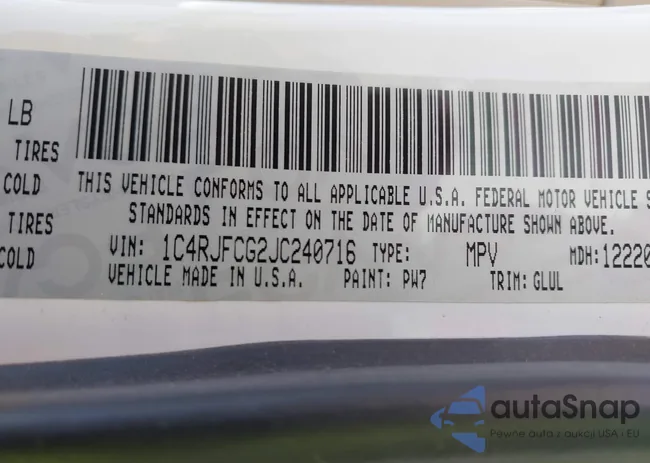 LB
TIRES
COLD
THIS VEHICLE CONFORMS TO ALL APPLICABLE U.S.A. FEDERAL MOTOR VEHICLE S
STANDARDS IN EFFECT ON THE DATE OF MANUFACTURE SHOWN ABOVE.
TIRES
VIN: 1C4RJFCG2JC240716 TYPE: MPV MDH: 12220
COLD
VEHICLE MADE IN U.S.A. PAINT: PW7 TRIM: GLUL
autaSnap
Pewne auta z aukcji USA i EU